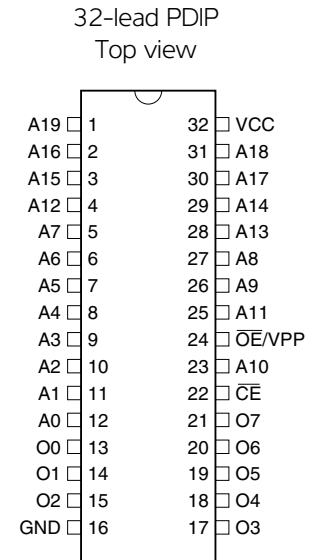 32-lead PDIP
Top view
A19 1 32 VCC
A16 2 31 A18
A15 3 30 A17
A12 4 29 A14
A7 5 28 A13
A6 6 27 A8
A5 7 26 A9
A4 8 25 A11
A3 9 24 O̅E̅/VPP
A2 10 23 A10
A1 11 22 C̅E̅
A0 12 21 O7
O0 13 20 O6
O1 14 19 O5
O2 15 18 O4
GND 16 17 O3